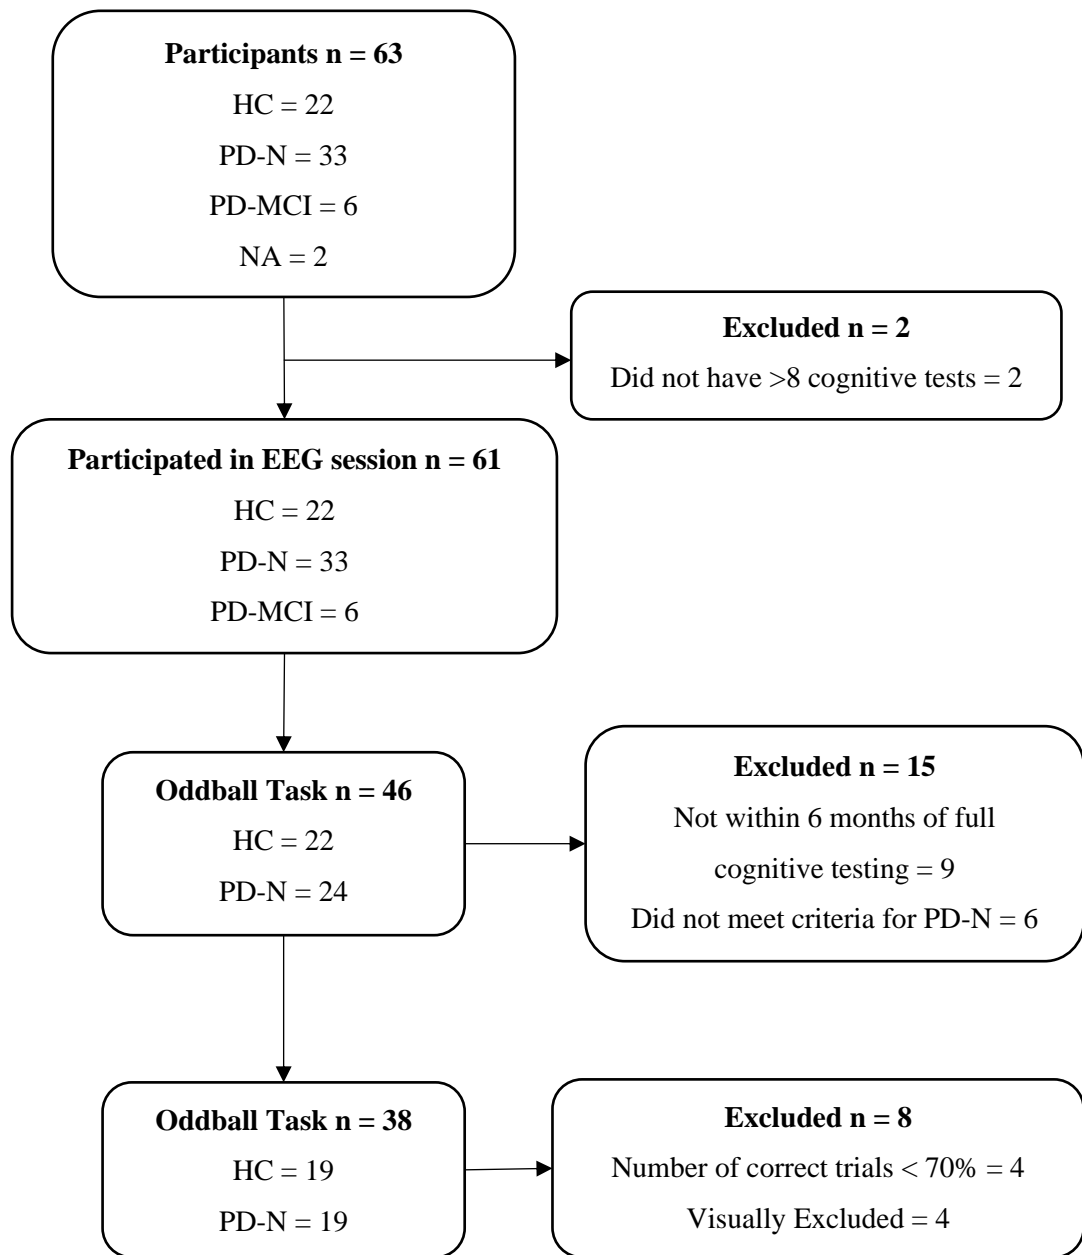 Participants n = 63
HC = 22
PD-N = 33
PD-MCI = 6
NA = 2
Excluded n = 2
Did not have >8 cognitive tests = 2
Participated in EEG session n = 61
HC = 22
PD-N = 33
PD-MCI = 6
Oddball Task n = 46
HC = 22
PD-N = 24
Excluded n = 15
Not within 6 months of full
cognitive testing = 9
Did not meet criteria for PD-N = 6
Oddball Task n = 38
HC = 19
PD-N = 19
Excluded n = 8
Number of correct trials < 70% = 4
Visually Excluded = 4